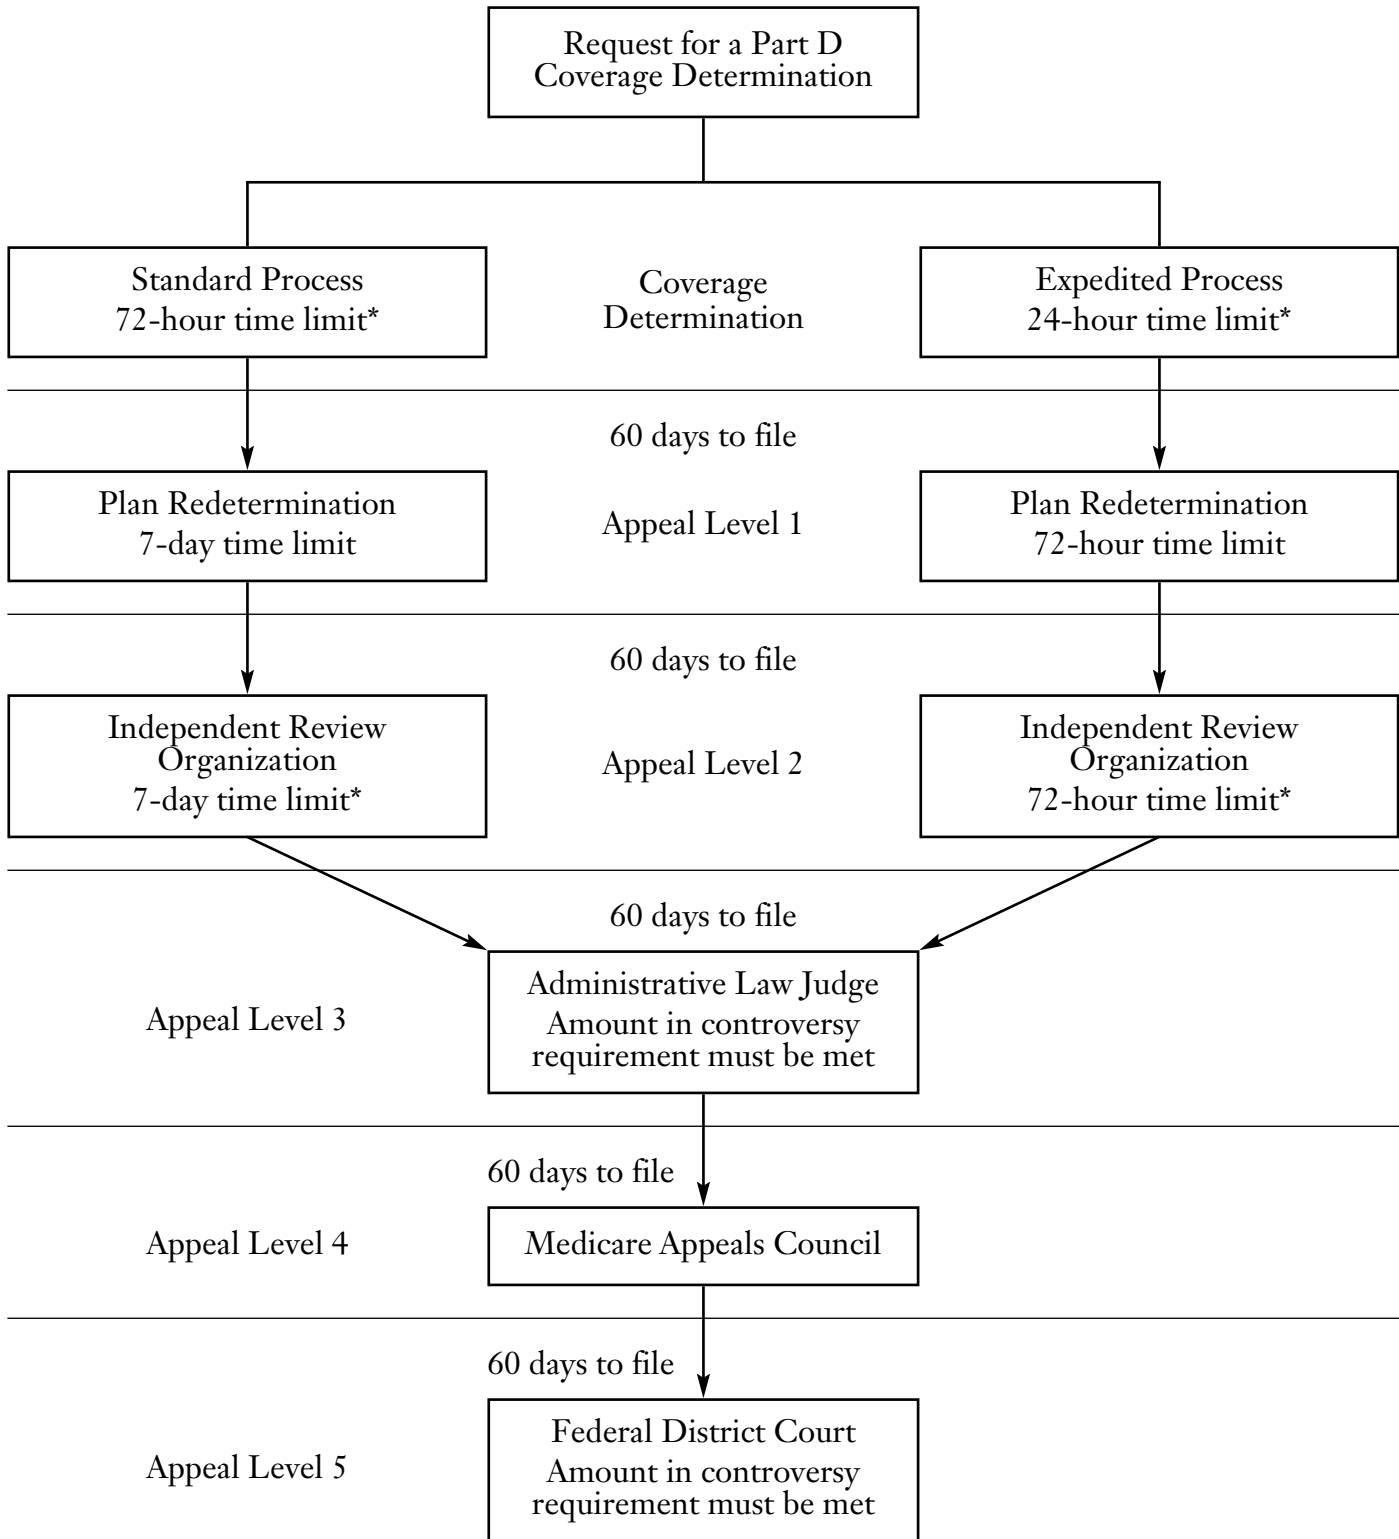 Request for a Part D
Coverage Determination
Standard Process
72-hour time limit*
Coverage
Determination
Expedited Process
24-hour time limit*
60 days to file
Plan Redetermination
7-day time limit
Appeal Level 1
Plan Redetermination
72-hour time limit
60 days to file
Independent Review
Organization
7-day time limit*
Appeal Level 2
Independent Review
Organization
72-hour time limit*
60 days to file
Appeal Level 3
Administrative Law Judge
Amount in controversy
requirement must be met
60 days to file
Appeal Level 4
Medicare Appeals Council
60 days to file
Appeal Level 5
Federal District Court
Amount in controversy
requirement must be met